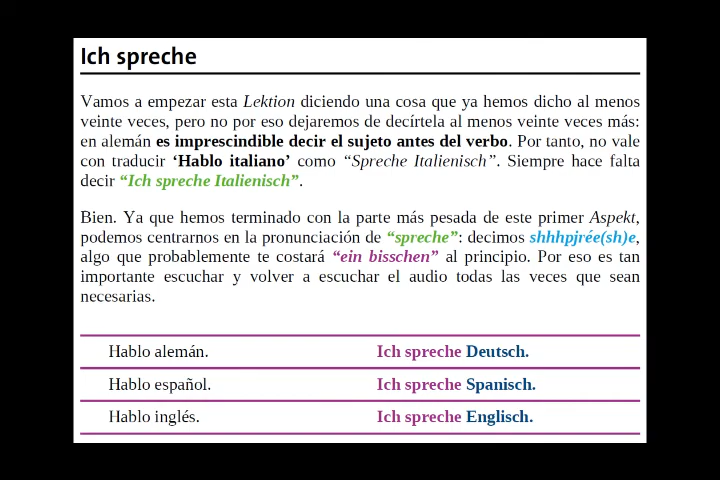 Ich spreche
Vamos a empezar esta Lektion diciendo una cosa que ya hemos dicho al menos
veinte veces, pero no por eso dejaremos de decírtela al menos veinte veces más:
en alemán es imprescindible decir el sujeto antes del verbo. Por tanto, no vale
con traducir ‘Hablo italiano’ como “Spreche Italienisch”. Siempre hace falta
decir “Ich spreche Italienisch”.
Bien. Ya que hemos terminado con la parte más pesada de este primer Aspekt,
podemos centrarnos en la pronunciación de “spreche”: decimos shhhpjrée(sh)e,
algo que probablemente te costará “ein bisschen” al principio. Por eso es tan
importante escuchar y volver a escuchar el audio todas las veces que sean
necesarias.
Hablo alemán. Ich spreche Deutsch.
Hablo español. Ich spreche Spanisch.
Hablo inglés. Ich spreche Englisch.